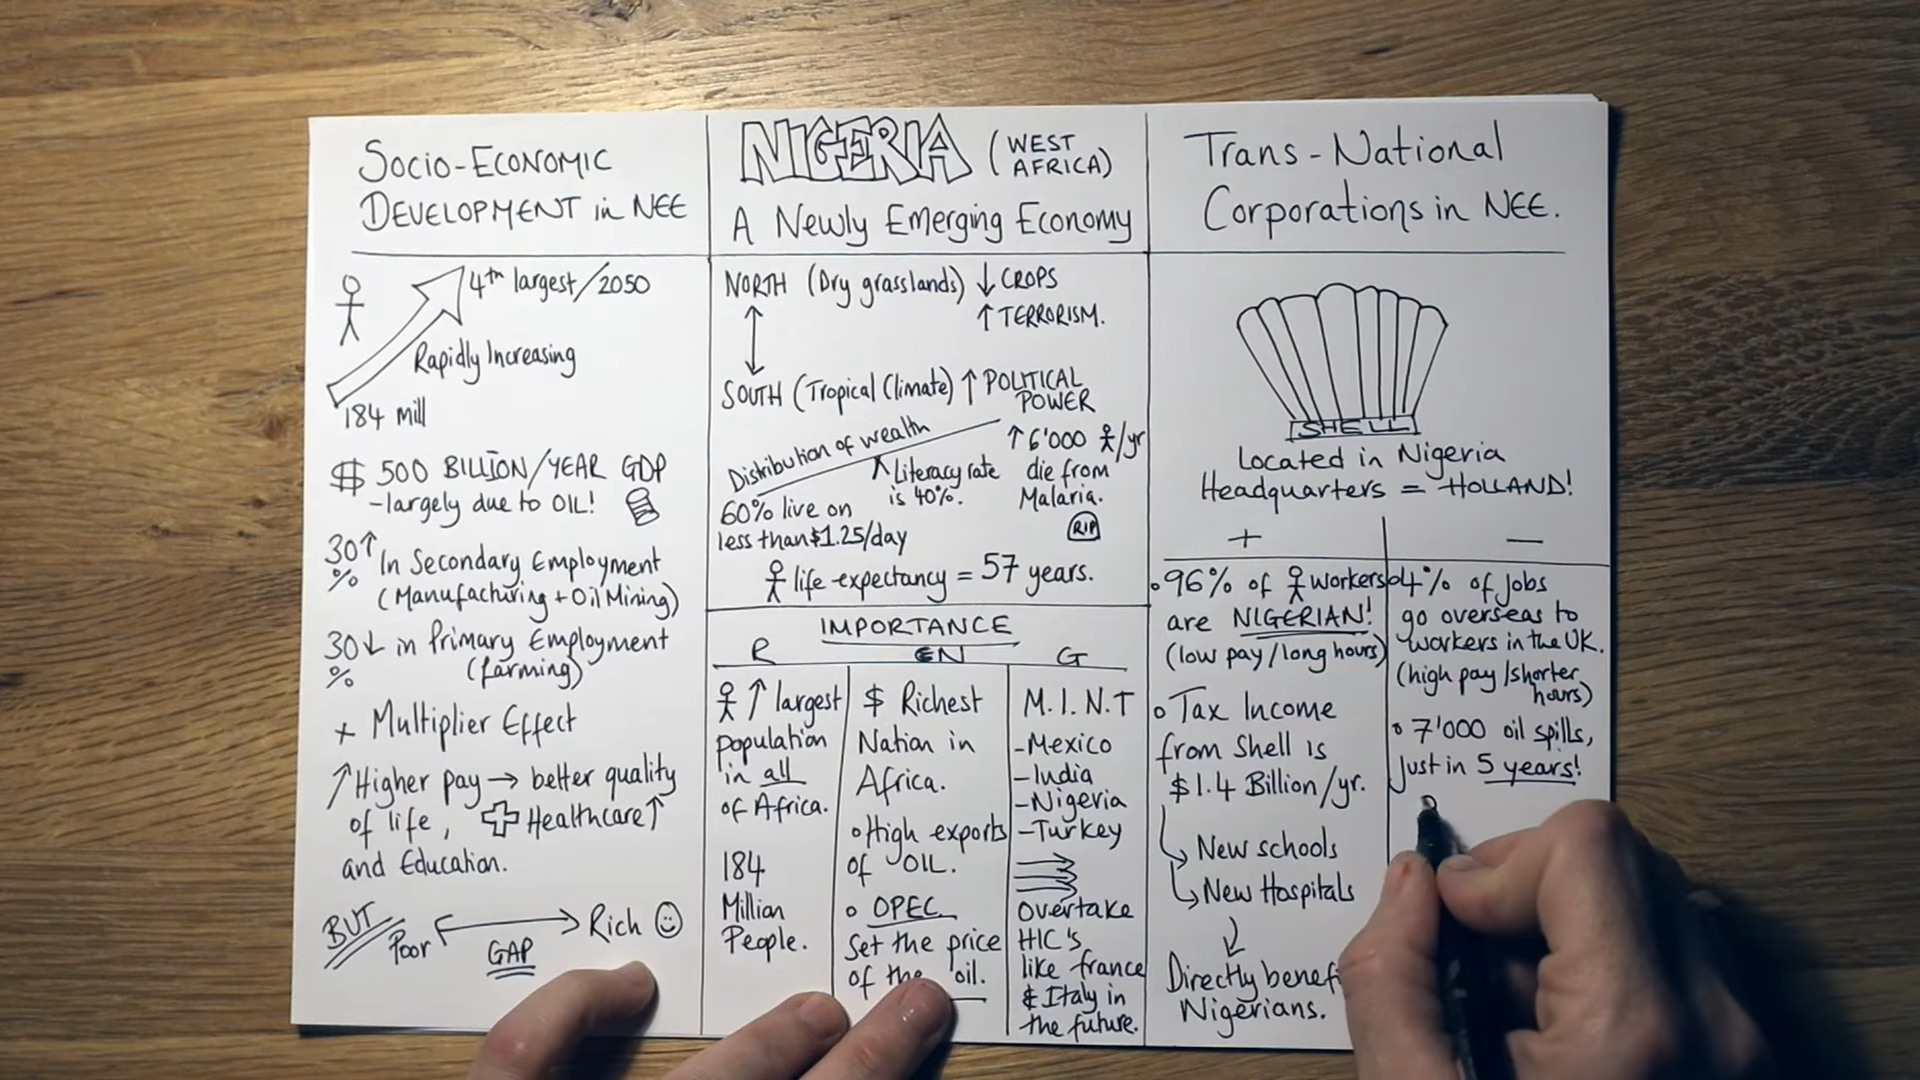 SOCIO-ECONOMIC
DEVELOPMENT in NEE
4th largest/2050
Rapidly Increasing
184 mill
$ 500 BILLION/YEAR GDP
-largely due to OIL!
30%↑ In Secondary Employment
(Manufacturing + Oil Mining)
30%↓ in Primary Employment
(farming)
+ Multiplier Effect
↑Higher pay → better quality
of life, Healthcare↑
and Education.
BUT
Poor ↔ Rich
GAP
NIGERIA (WEST
AFRICA)
A Newly Emerging Economy
NORTH (Dry grasslands) ↓CROPS
↑TERRORISM.
SOUTH (Tropical Climate) ↑POLITICAL
POWER
Distribution of wealth
60% live on
less than $1.25/day
Literacy rate
is 40%.
↑6'000 /yr
die from
Malaria.
RIP
life expectancy = 57 years.
IMPORTANCE
R
↑ largest
population
in all
of Africa.
184
Million
People.
EN
$ Richest
Nation in
Africa.
High exports
of OIL.
OPEC
Set the price
of the oil.
G
M.I.N.T
-Mexico
-India
-Nigeria
-Turkey
Overtake
HIC's
like france
& Italy in
the future.
Trans-National
Corporations in NEE.
SHELL
Located in Nigeria
Headquarters = HOLLAND!
+
96% of workers
are NIGERIAN!
(low pay/long hours)
Tax Income
from Shell is
$1.4 Billion/yr.
New schools
New Hospitals
Directly benefi
Nigerians.
–
4% of jobs
go overseas to
workers in the UK.
(high pay/shorter
hours)
7'000 oil spills,
Just in 5 years!